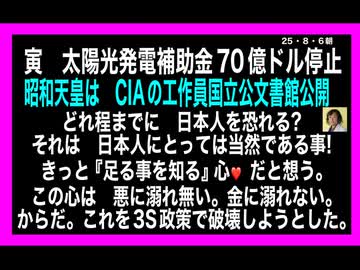 25・8・6朝
寅　太陽光発電補助金70億ドル停止
昭和天皇は　CIAの工作員国立公文書館公開
どれ程までに　日本人を恐れる?
それは　日本人にとっては当然である事!
きっと『足る事を知る』心❤だと想う。
この心は　悪に溺れ無い。金に溺れない。
からだ。これを3S政策で破壊しようとした。